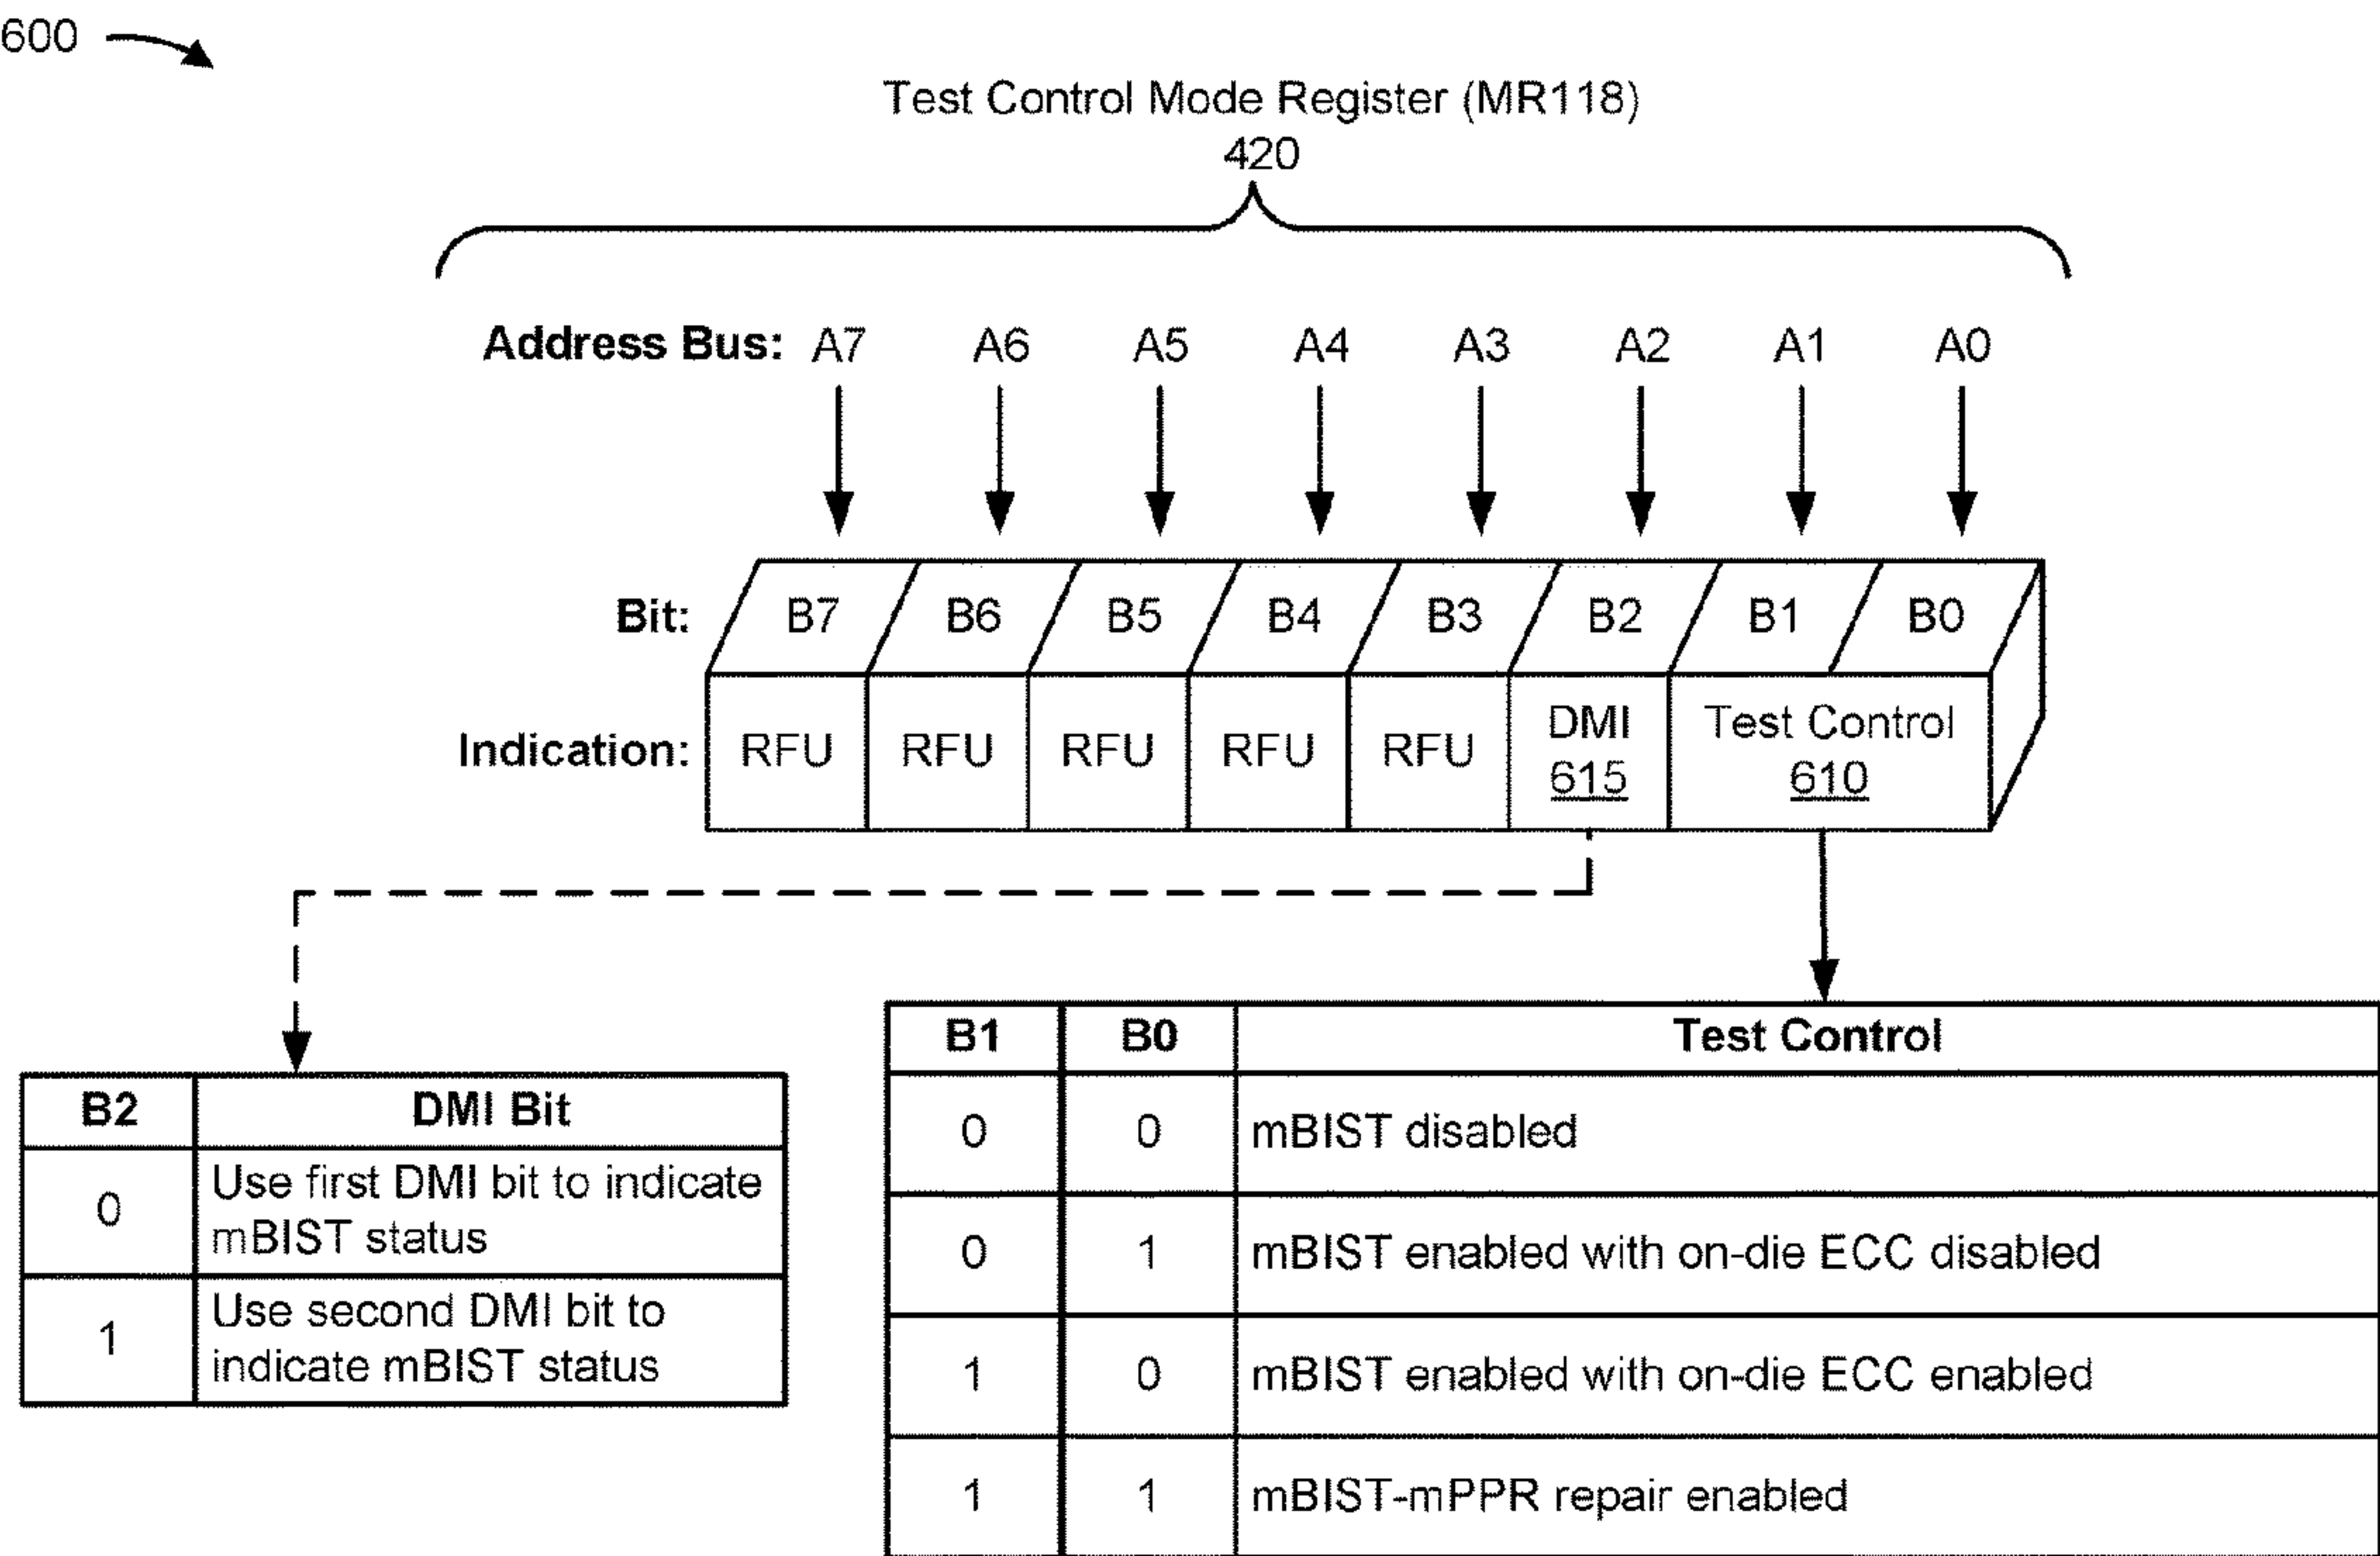 600
Test Control Mode Register (MR118)
420
Address Bus: A7 A6 A5 A4 A3 A2 A1 A0
Bit: B7 B6 B5 B4 B3 B2 B1 B0
Indication: RFU RFU RFU RFU RFU DMI 615 Test Control 610
B2 DMI Bit
0 Use first DMI bit to indicate
mBIST status
1 Use second DMI bit to
indicate mBIST status
B1 B0 Test Control
0 0 mBIST disabled
0 1 mBIST enabled with on-die ECC disabled
1 0 mBIST enabled with on-die ECC enabled
1 1 mBIST-mPPR repair enabled